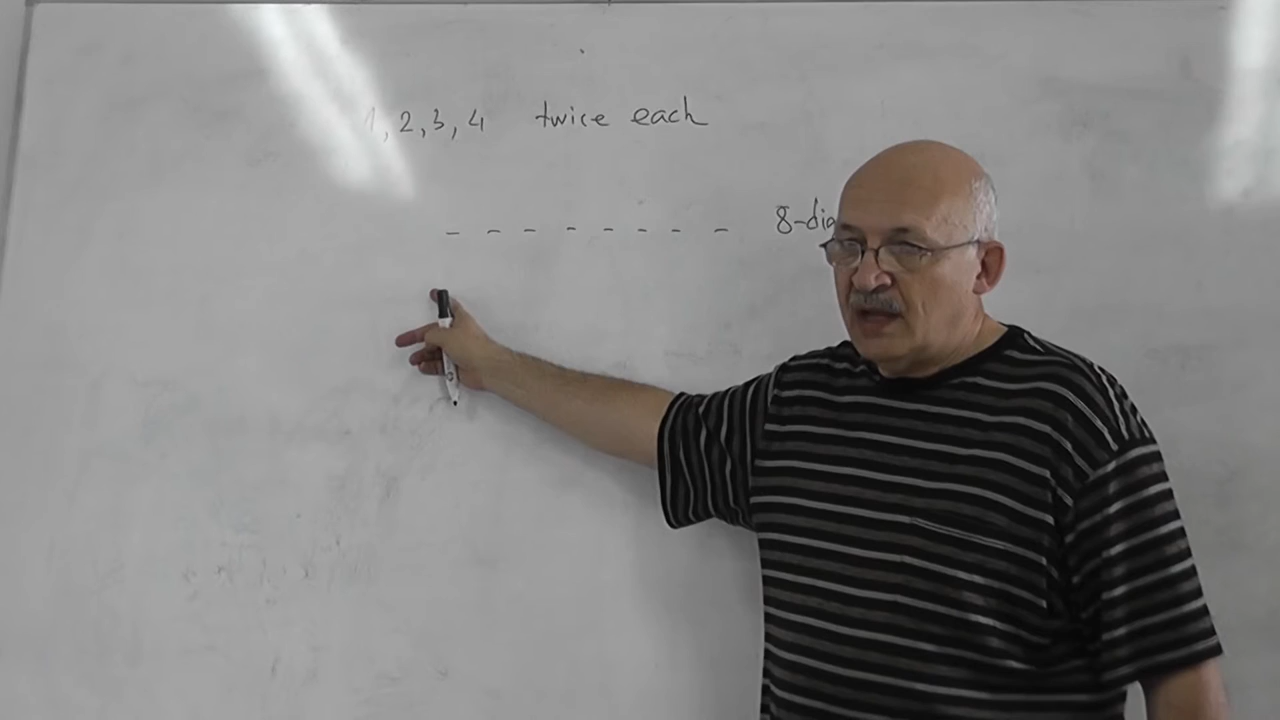 1, 2, 3, 4 twice each
_ _ _ _ _ _ _ _ 8-dig